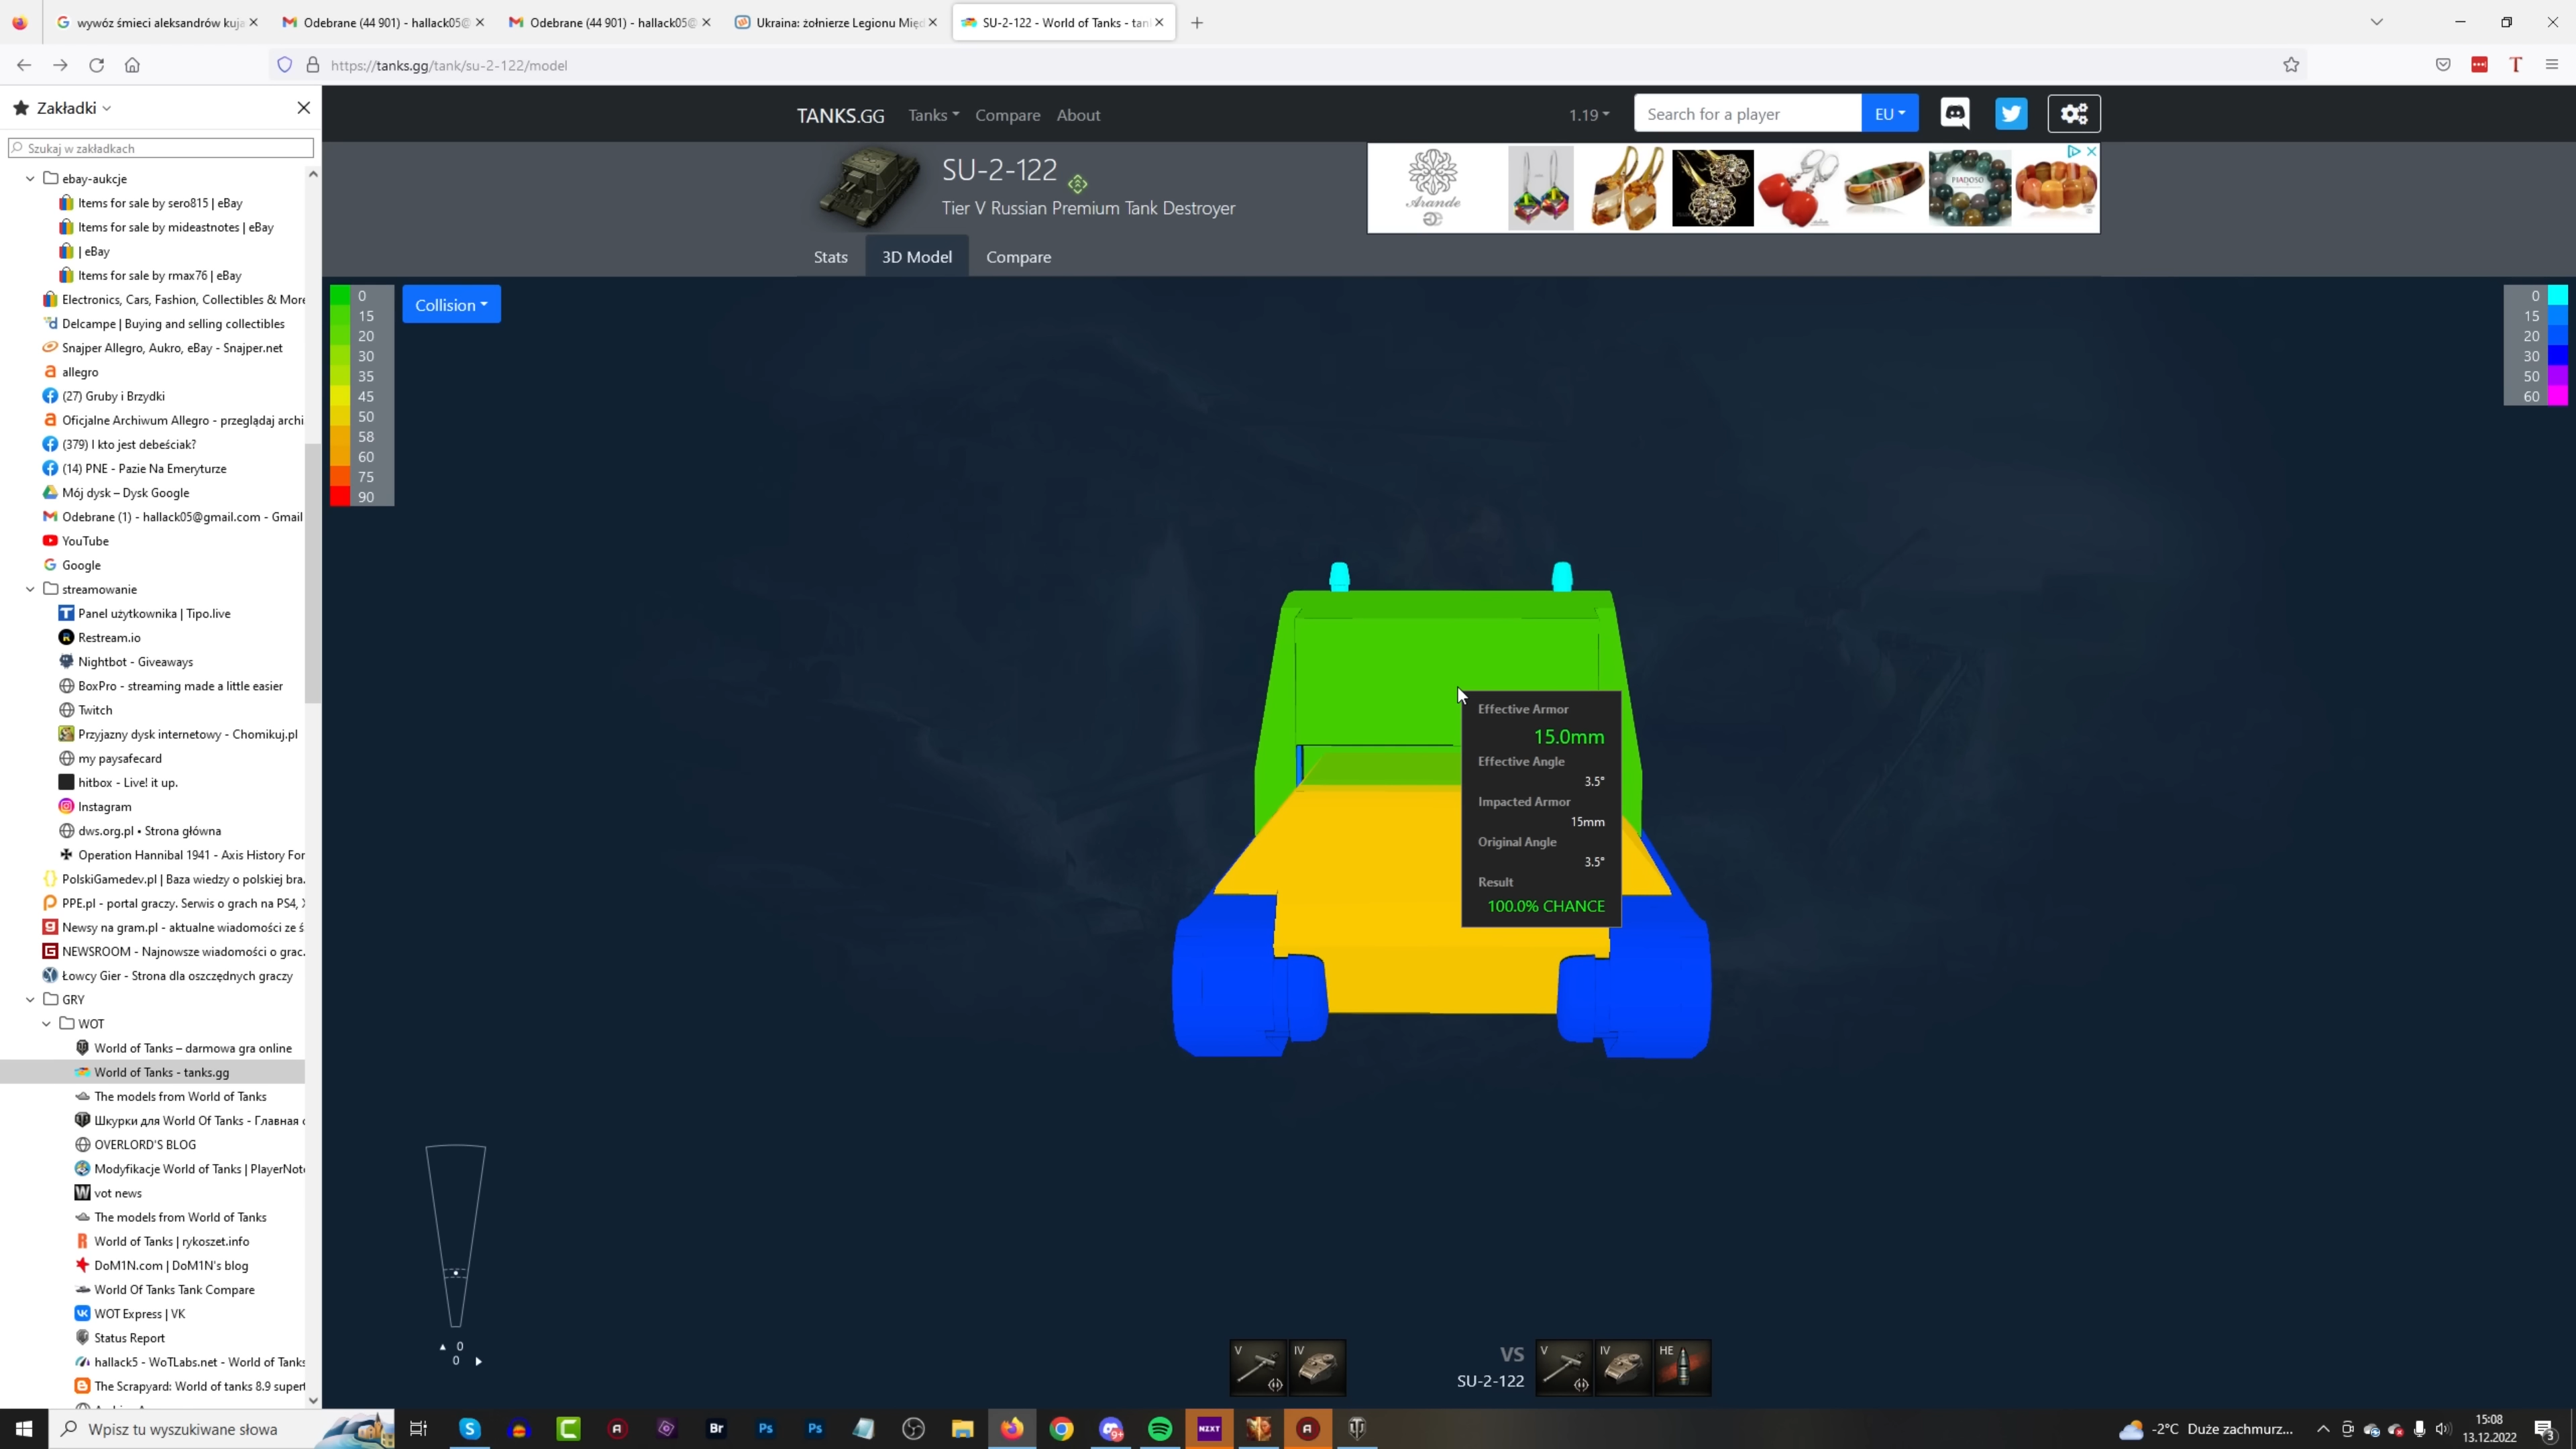 wywóz śmieci aleksandrów kuja
Odebrane (44 901) - hallack05@
Odebrane (44 901) - hallack05@
Ukraina: żołnierze Legionu Międ
SU-2-122 - World of Tanks - tan
https://tanks.gg/tank/su-2-122/model
Zakładki
Szukaj w zakładkach
ebay-aukcje
Items for sale by sero815 | eBay
Items for sale by mideastnotes | eBay
| eBay
Items for sale by rmax76 | eBay
Electronics, Cars, Fashion, Collectibles & More
Delcampe | Buying and selling collectibles
Snajper Allegro, Aukro, eBay - Snajper.net
allegro
(27) Gruby i Brzydki
Oficjalne Archiwum Allegro - przeglądaj archi
(379) I kto jest debeściak?
(14) PNE - Pazie Na Emeryturze
Mój dysk – Dysk Google
Odebrane (1) - hallack05@gmail.com - Gmail
YouTube
Google
streamowanie
Panel użytkownika | Tipo.live
Restream.io
Nightbot - Giveaways
BoxPro - streaming made a little easier
Twitch
Przyjazny dysk internetowy - Chomikuj.pl
my paysafecard
hitbox - Live! it up.
Instagram
dws.org.pl • Strona główna
Operation Hannibal 1941 - Axis History For
PolskiGamedev.pl | Baza wiedzy o polskiej bra.
PPE.pl - portal graczy. Serwis o grach na PS4,
Newsy na gram.pl - aktualne wiadomości ze ś
NEWSROOM - Najnowsze wiadomości o grac.
Łowcy Gier - Strona dla oszczędnych graczy
GRY
WOT
World of Tanks – darmowa gra online
World of Tanks - tanks.gg
The models from World of Tanks
Шкурки для World Of Tanks - Главная с
OVERLORD'S BLOG
Modyfikacje World of Tanks | PlayerNot
vot news
The models from World of Tanks
World of Tanks | rykoszet.info
DoM1N.com | DoM1N's blog
World Of Tanks Tank Compare
WOT Express | VK
Status Report
hallack5 - WoTLabs.net - World of Tanks
The Scrapyard: World of tanks 8.9 supert
TANKS.GG
Tanks
Compare
About
1.19
Search for a player
EU
SU-2-122
Tier V Russian Premium Tank Destroyer
Arande
PIADOSO
Stats
3D Model
Compare
0
15
20
30
35
45
50
58
60
75
90
Collision
0
15
20
30
50
60
Effective Armor
15.0mm
Effective Angle
3.5°
Impacted Armor
15mm
Original Angle
3.5°
Result
100.0% CHANCE
0
0
V
IV
VS
SU-2-122
V
IV
HE
Wpisz tu wyszukiwane słowa
Br
Ps
Ps
9+
NZXT
-2°C Duże zachmurz...
15:08
13.12.2022
3